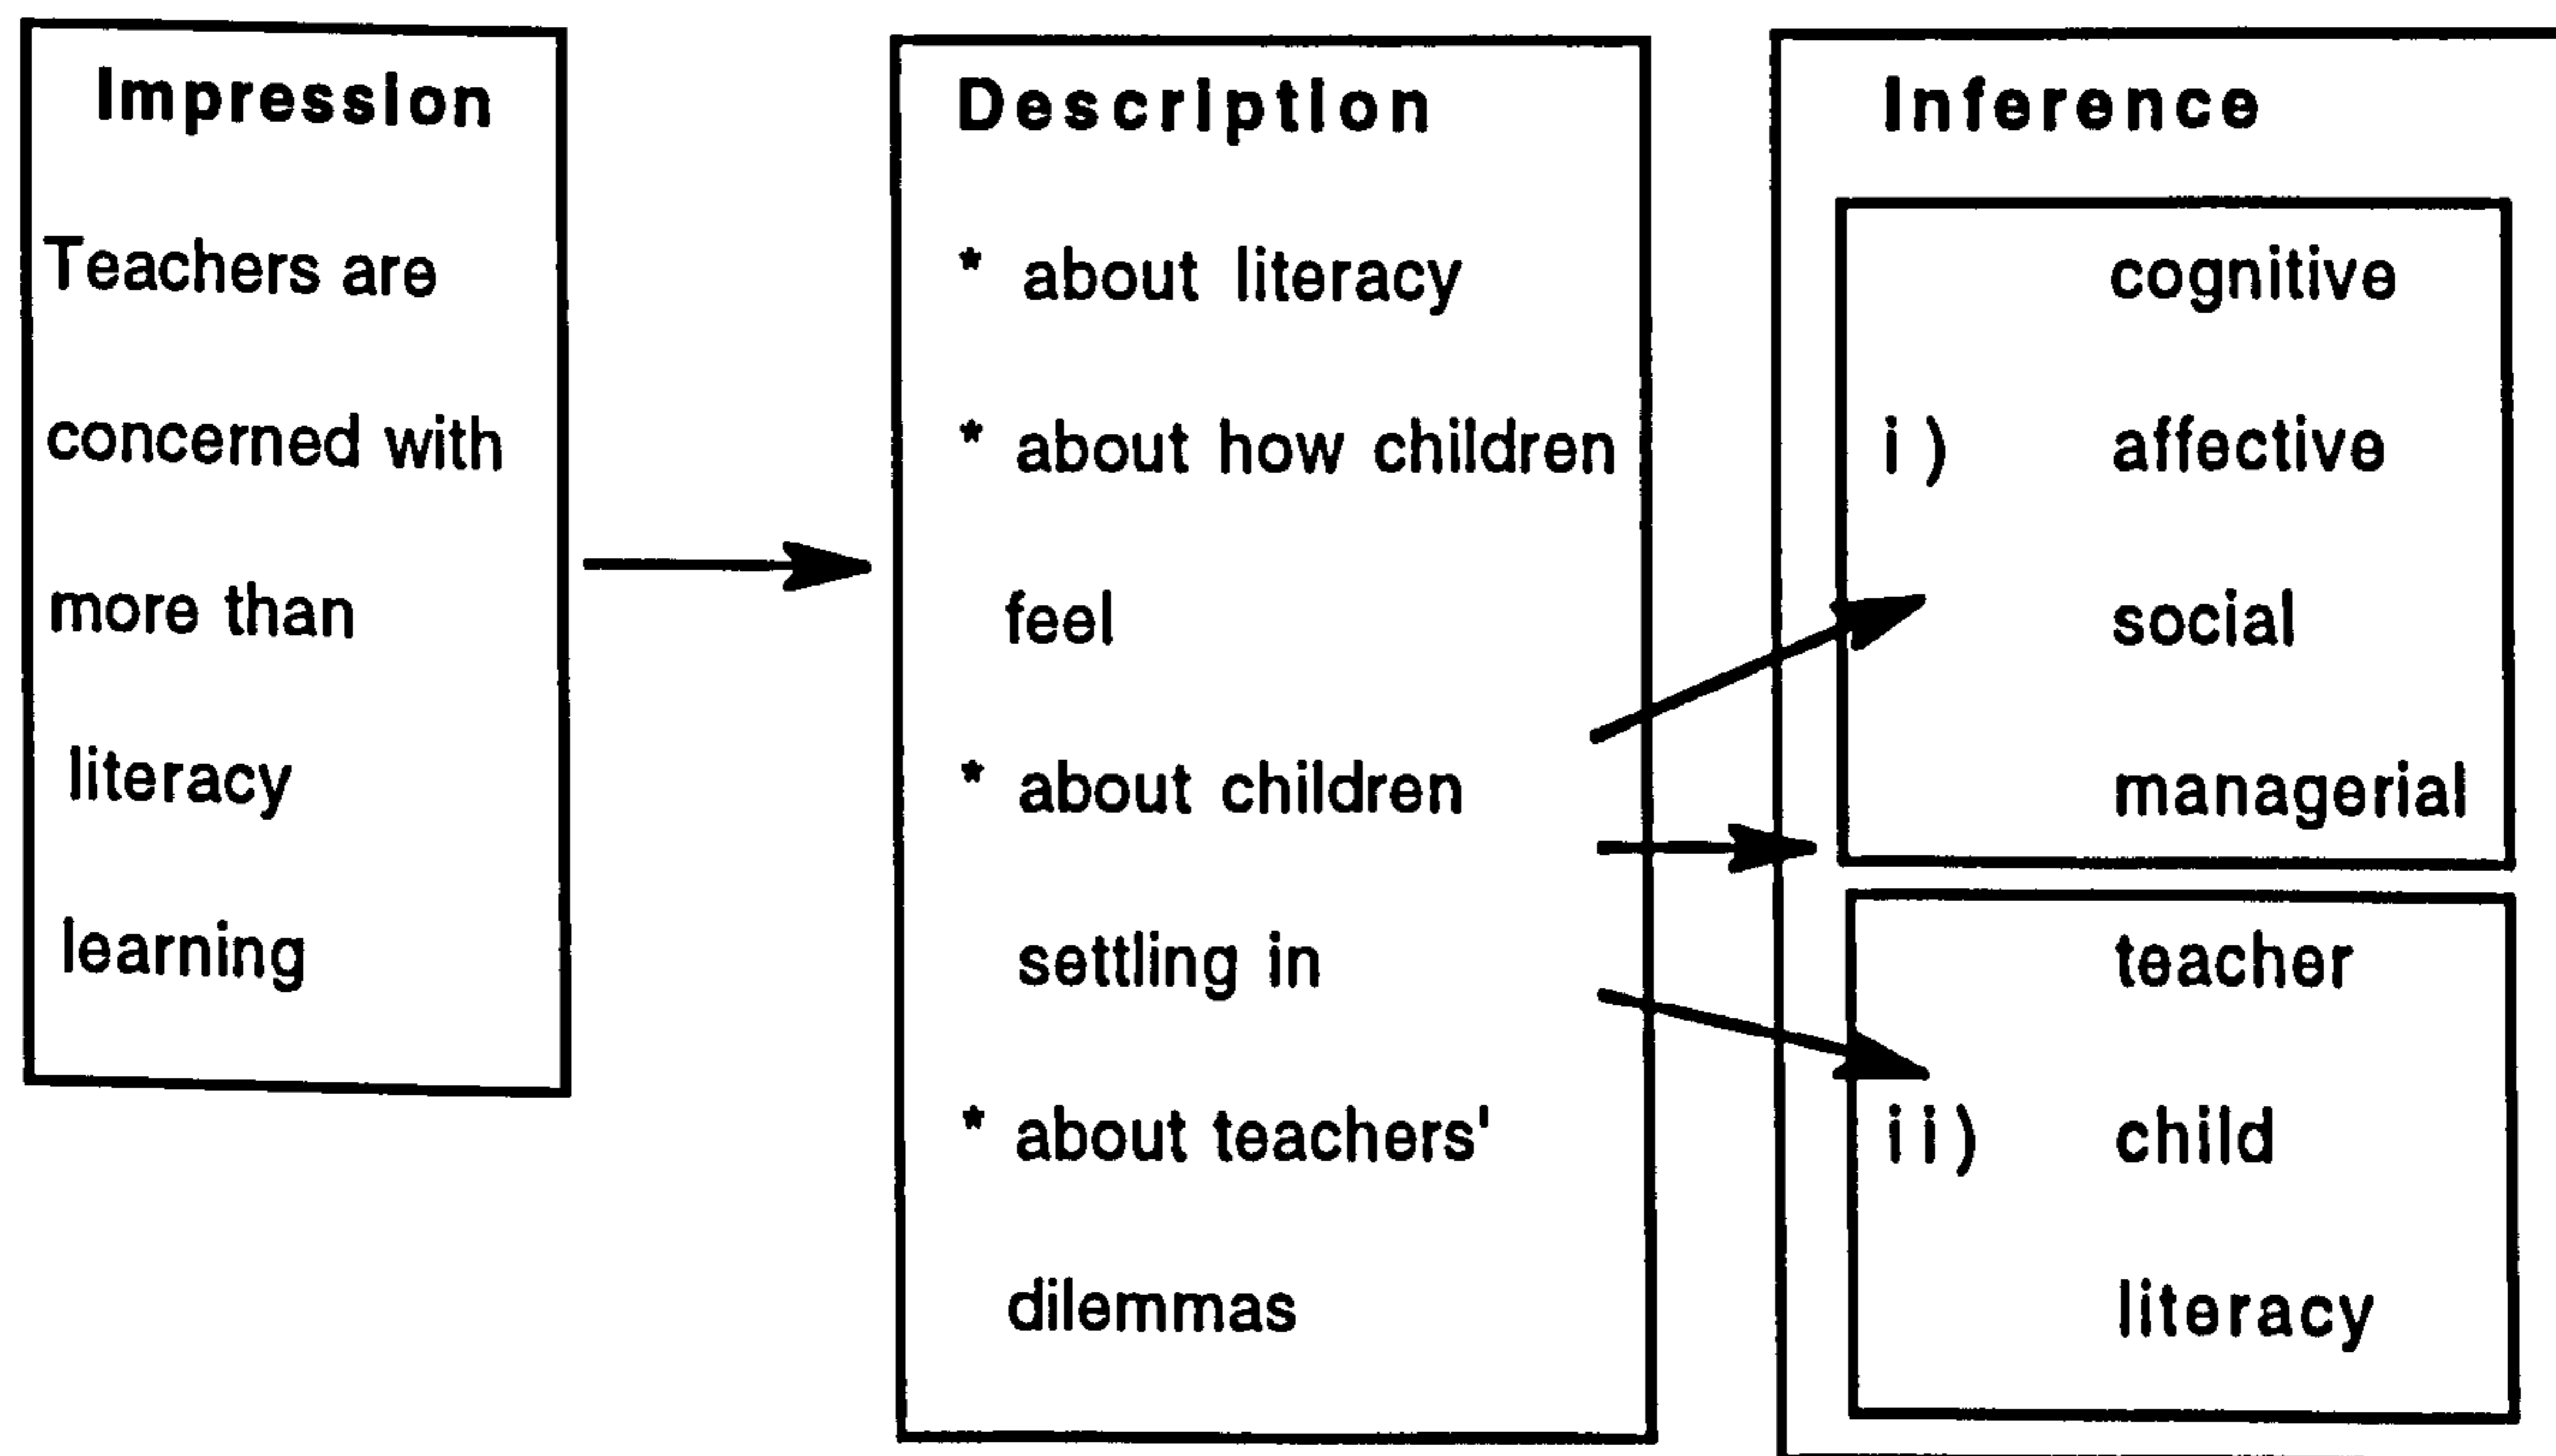 Impression
Teachers are
concerned with
more than
literacy
learning
Description
* about literacy
* about how children
feel
* about children
settling in
* about teachers'
dilemmas
Inference
cognitive
i) affective
social
managerial
teacher
ii) child
literacy